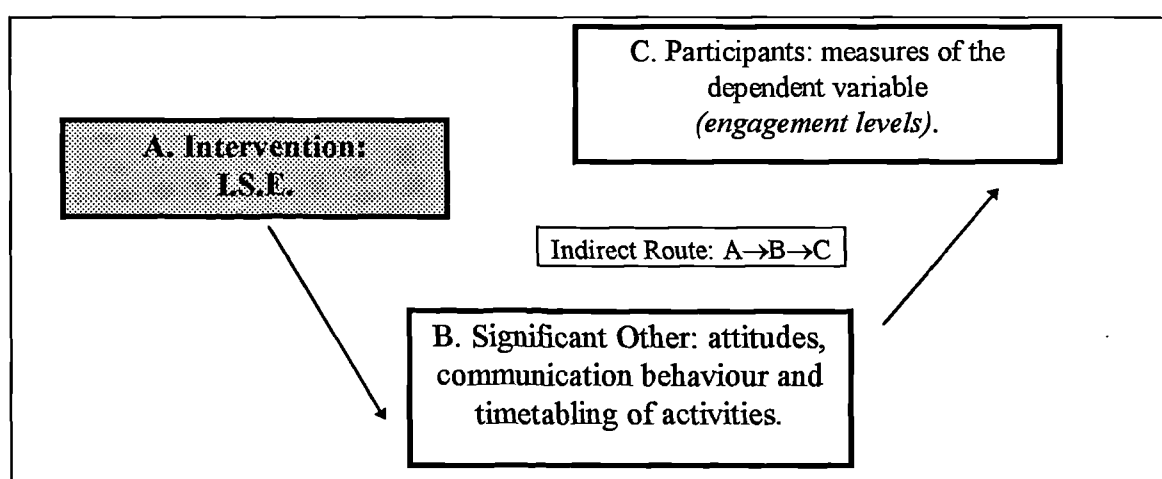 C. Participants: measures of the
dependent variable
(engagement levels).
A. Intervention:
I.S.E.
Indirect Route: A→B→C
B. Significant Other: attitudes,
communication behaviour and
timetabling of activities.